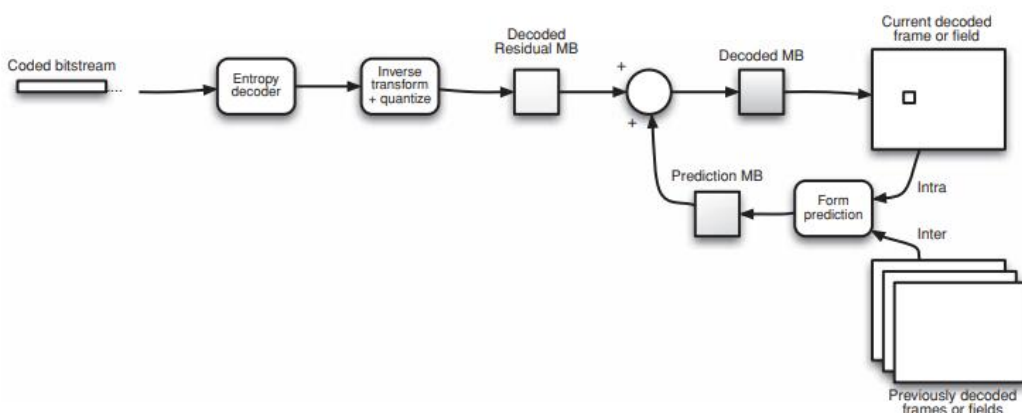 Coded bitstream
....
Entropy
decoder
Inverse
transform
+ quantize
Decoded
Residual MB
+
+
Decoded MB
Current decoded
frame or field
Prediction MB
Form
prediction
Intra
Inter
Previously decoded
frames or fields